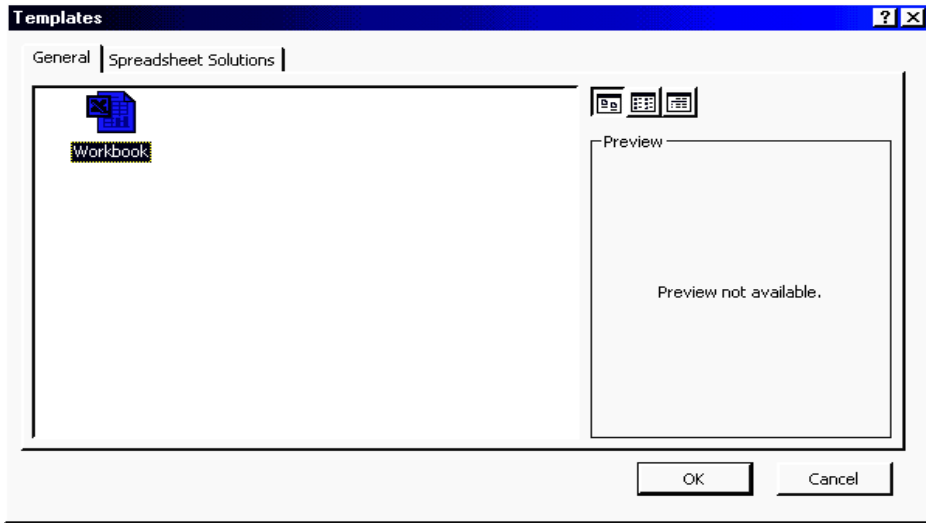 Templates
General Spreadsheet Solutions
Workbook
Preview
Preview not available.
OK Cancel